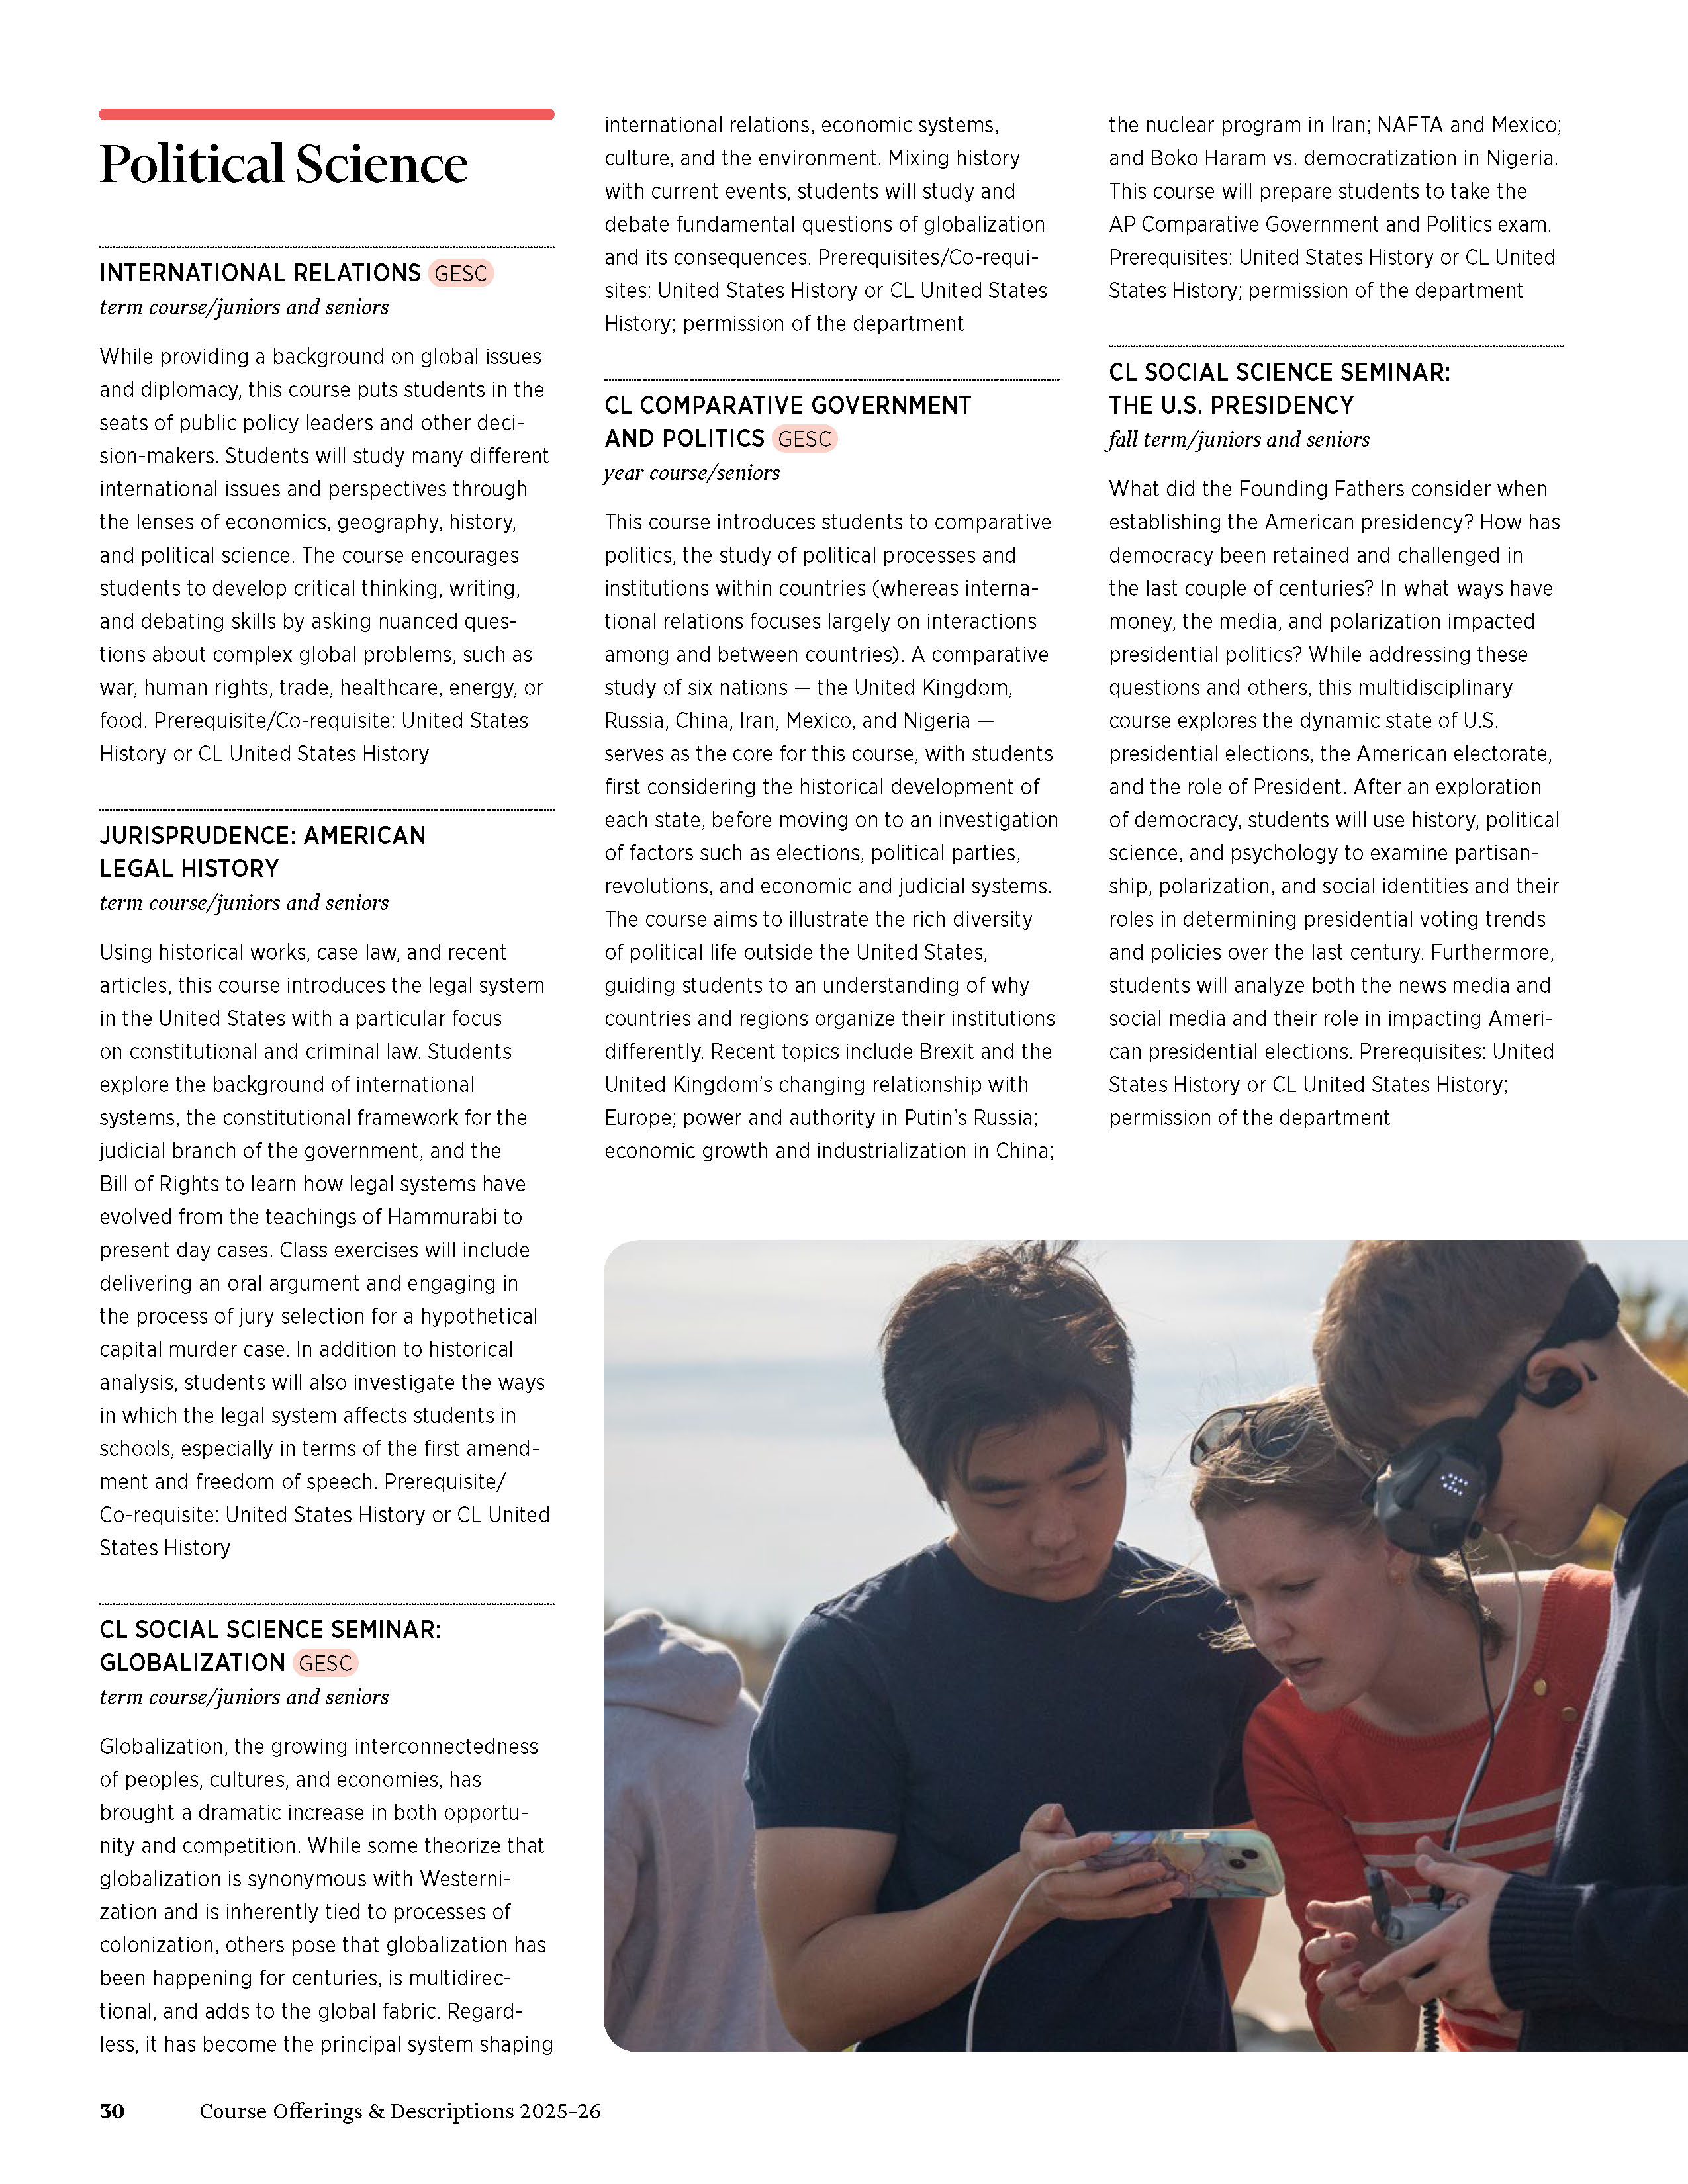 Political Science
INTERNATIONAL RELATIONS GESC
term course/juniors and seniors
While providing a background on global issues
and diplomacy, this course puts students in the
seats of public policy leaders and other deci-
sion-makers. Students will study many different
international issues and perspectives through
the lenses of economics, geography, history,
and political science. The course encourages
students to develop critical thinking, writing,
and debating skills by asking nuanced ques-
tions about complex global problems, such as
war, human rights, trade, healthcare, energy, or
food. Prerequisite/Co-requisite: United States
History or CL United States History
JURISPRUDENCE: AMERICAN
LEGAL HISTORY
term course/juniors and seniors
Using historical works, case law, and recent
articles, this course introduces the legal system
in the United States with a particular focus
on constitutional and criminal law. Students
explore the background of international
systems, the constitutional framework for the
judicial branch of the government, and the
Bill of Rights to learn how legal systems have
evolved from the teachings of Hammurabi to
present day cases. Class exercises will include
delivering an oral argument and engaging in
the process of jury selection for a hypothetical
capital murder case. In addition to historical
analysis, students will also investigate the ways
in which the legal system affects students in
schools, especially in terms of the first amend-
ment and freedom of speech. Prerequisite/
Co-requisite: United States History or CL United
States History
CL SOCIAL SCIENCE SEMINAR:
GLOBALIZATION GESC
term course/juniors and seniors
Globalization, the growing interconnectedness
of peoples, cultures, and economies, has
brought a dramatic increase in both opportu-
nity and competition. While some theorize that
globalization is synonymous with Westerni-
zation and is inherently tied to processes of
colonization, others pose that globalization has
been happening for centuries, is multidirec-
tional, and adds to the global fabric. Regard-
less, it has become the principal system shaping
international relations, economic systems,
culture, and the environment. Mixing history
with current events, students will study and
debate fundamental questions of globalization
and its consequences. Prerequisites/Co-requi-
sites: United States History or CL United States
History; permission of the department
CL COMPARATIVE GOVERNMENT
AND POLITICS GESC
year course/seniors
This course introduces students to comparative
politics, the study of political processes and
institutions within countries (whereas interna-
tional relations focuses largely on interactions
among and between countries). A comparative
study of six nations — the United Kingdom,
Russia, China, Iran, Mexico, and Nigeria —
serves as the core for this course, with students
first considering the historical development of
each state, before moving on to an investigation
of factors such as elections, political parties,
revolutions, and economic and judicial systems.
The course aims to illustrate the rich diversity
of political life outside the United States,
guiding students to an understanding of why
countries and regions organize their institutions
differently. Recent topics include Brexit and the
United Kingdom’s changing relationship with
Europe; power and authority in Putin’s Russia;
economic growth and industrialization in China;
the nuclear program in Iran; NAFTA and Mexico;
and Boko Haram vs. democratization in Nigeria.
This course will prepare students to take the
AP Comparative Government and Politics exam.
Prerequisites: United States History or CL United
States History; permission of the department
CL SOCIAL SCIENCE SEMINAR:
THE U.S. PRESIDENCY
fall term/juniors and seniors
What did the Founding Fathers consider when
establishing the American presidency? How has
democracy been retained and challenged in
the last couple of centuries? In what ways have
money, the media, and polarization impacted
presidential politics? While addressing these
questions and others, this multidisciplinary
course explores the dynamic state of U.S.
presidential elections, the American electorate,
and the role of President. After an exploration
of democracy, students will use history, political
science, and psychology to examine partisan-
ship, polarization, and social identities and their
roles in determining presidential voting trends
and policies over the last century. Furthermore,
students will analyze both the news media and
social media and their role in impacting Ameri-
can presidential elections. Prerequisites: United
States History or CL United States History;
permission of the department
30 Course Offerings & Descriptions 2025–26